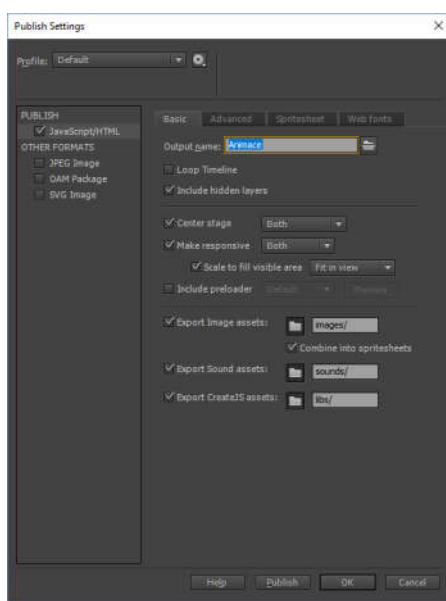 Publish Settings
Profile: Default
PUBLISH
JavaScript/HTML
OTHER FORMATS
JPEG Image
OAM Package
SVG Image
Basic Advanced Spritesheet Web fonts
Output name: Animace
Loop Timeline
Include hidden layers
Center stage Both
Make responsive Both
Scale to fill visible area Fit in view
Include preloader Default Preview
Export Image assets: images/
Combine into spritesheets
Export Sound assets: sounds/
Export CreateJS assets: libs/
Help Publish OK Cancel